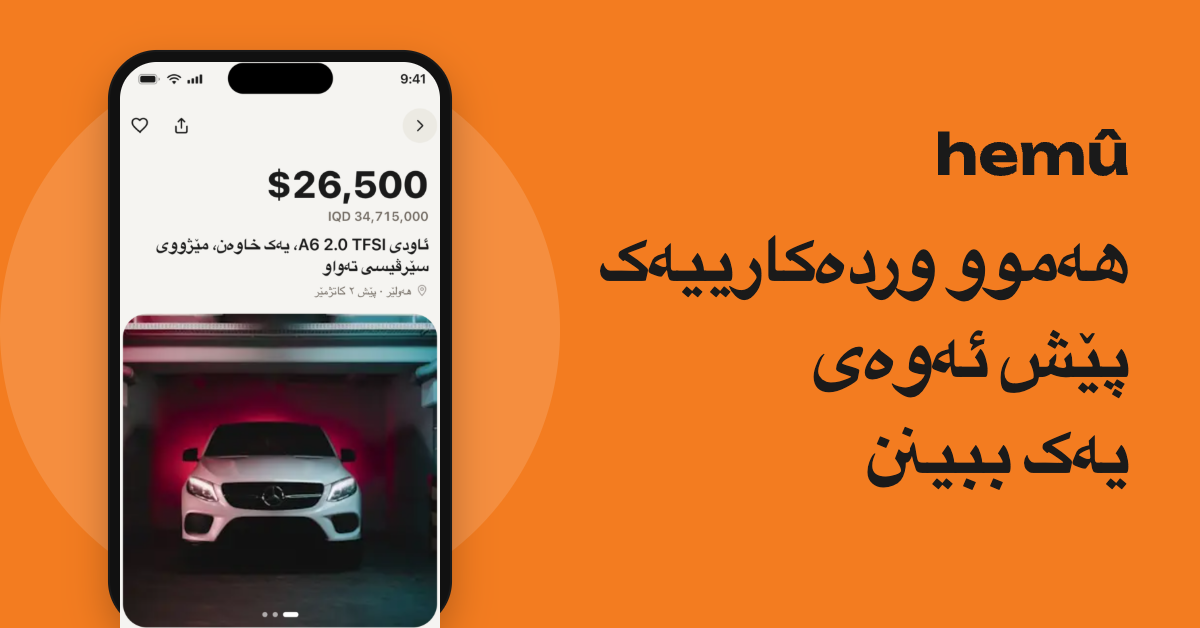 9:41
$26,500
IQD 34,715,000
ئاودی A6 2.0 TFSI، یەک خاوەن، مێژووی
سێرڤیسی تەواو
هەولێر · پێش ٢ کاتژمێر
hemû
هەموو وردەکارییەک
پێش ئەوەی
یەک ببینن